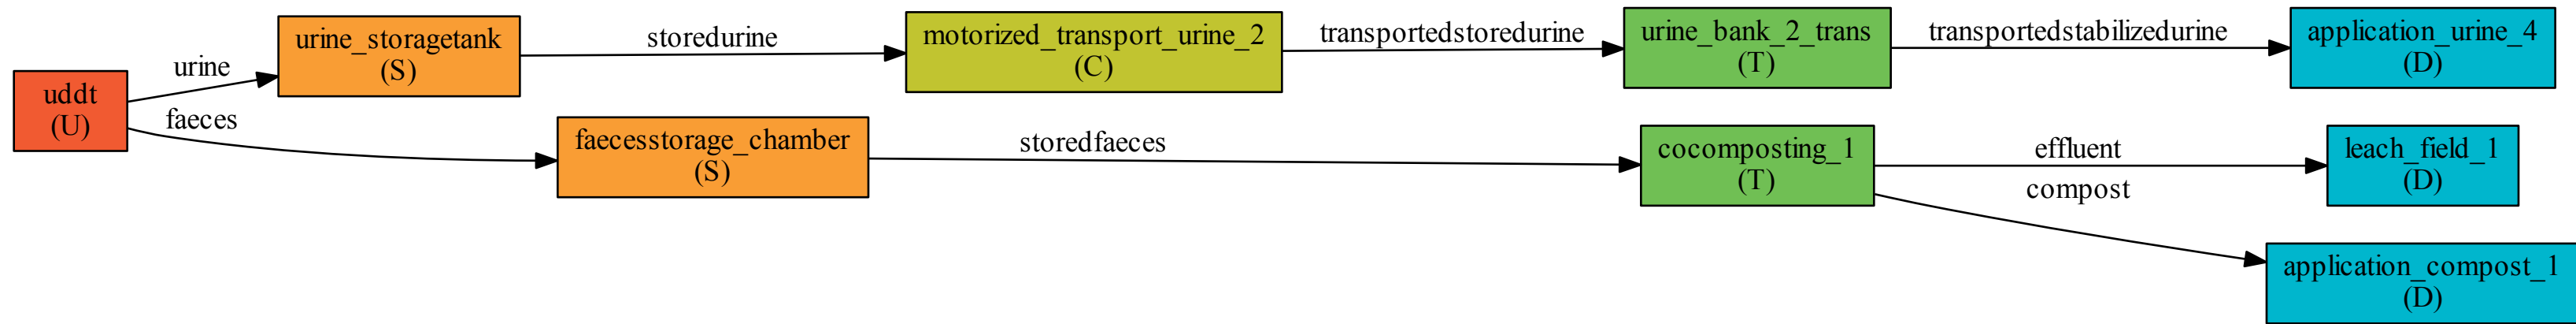 uddt
(U)
urine
faeces
urine_storagetank
(S)
storedurine
motorized_transport_urine_2
(C)
transportedstoredurine
urine_bank_2_trans
(T)
transportedstabilizedurine
application_urine_4
(D)
faecesstorage_chamber
(S)
storedfaeces
cocomposting_1
(T)
effluent
compost
leach_field_1
(D)
application_compost_1
(D)